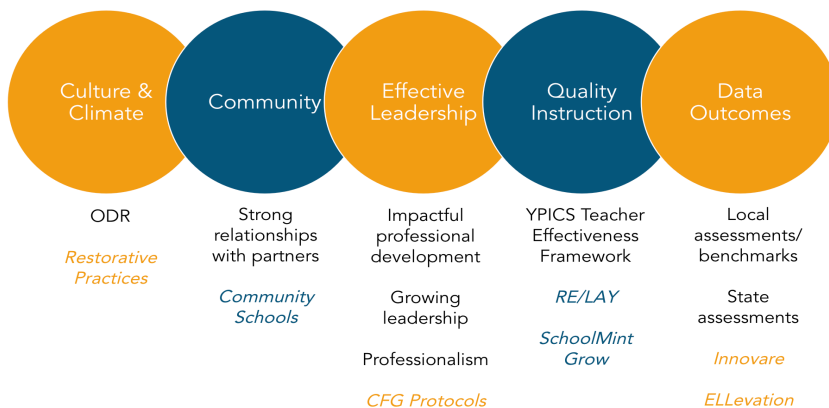 Culture &
Climate
Community
Effective
Leadership
Quality
Instruction
Data
Outcomes
ODR
Restorative
Practices
Strong
relationships
with partners
Community
Schools
Impactful
professional
development
Growing
leadership
Professionalism
CFG Protocols
YPICS Teacher
Effectiveness
Framework
RE/LAY
SchoolMint
Grow
Local
assessments/
benchmarks
State
assessments
Innovare
ELLevation